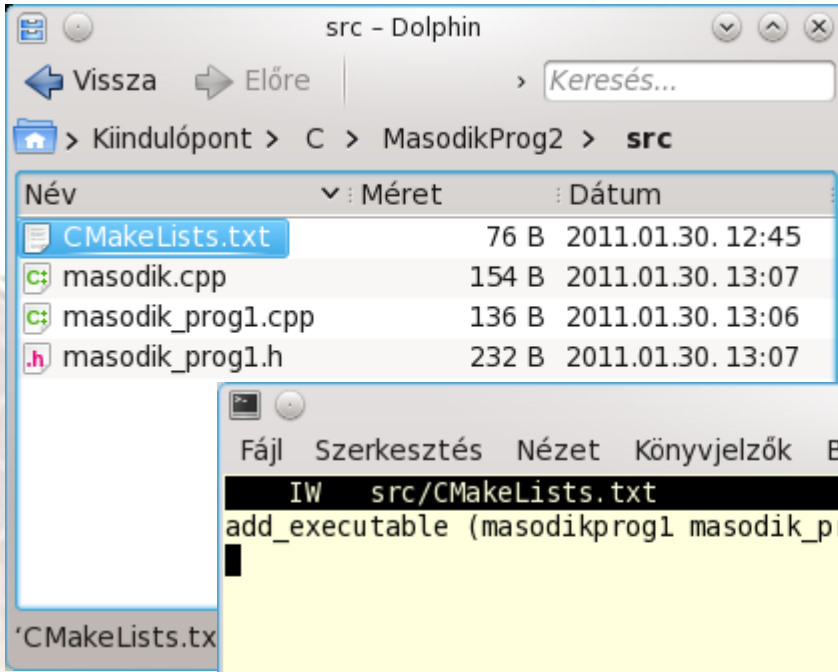 src – Dolphin
Vissza Előre › Keresés...
> Kiindulópont > C > MasodikProg2 > src
Név Méret Dátum
CMakeLists.txt 76 B 2011.01.30. 12:45
masodik.cpp 154 B 2011.01.30. 13:07
masodik_prog1.cpp 136 B 2011.01.30. 13:06
.h masodik_prog1.h 232 B 2011.01.30. 13:07
Fájl Szerkesztés Nézet Könyvjelzők
IW src/CMakeLists.txt
add_executable (masodikprog1 masodik_pr
'CMakeLists.tx